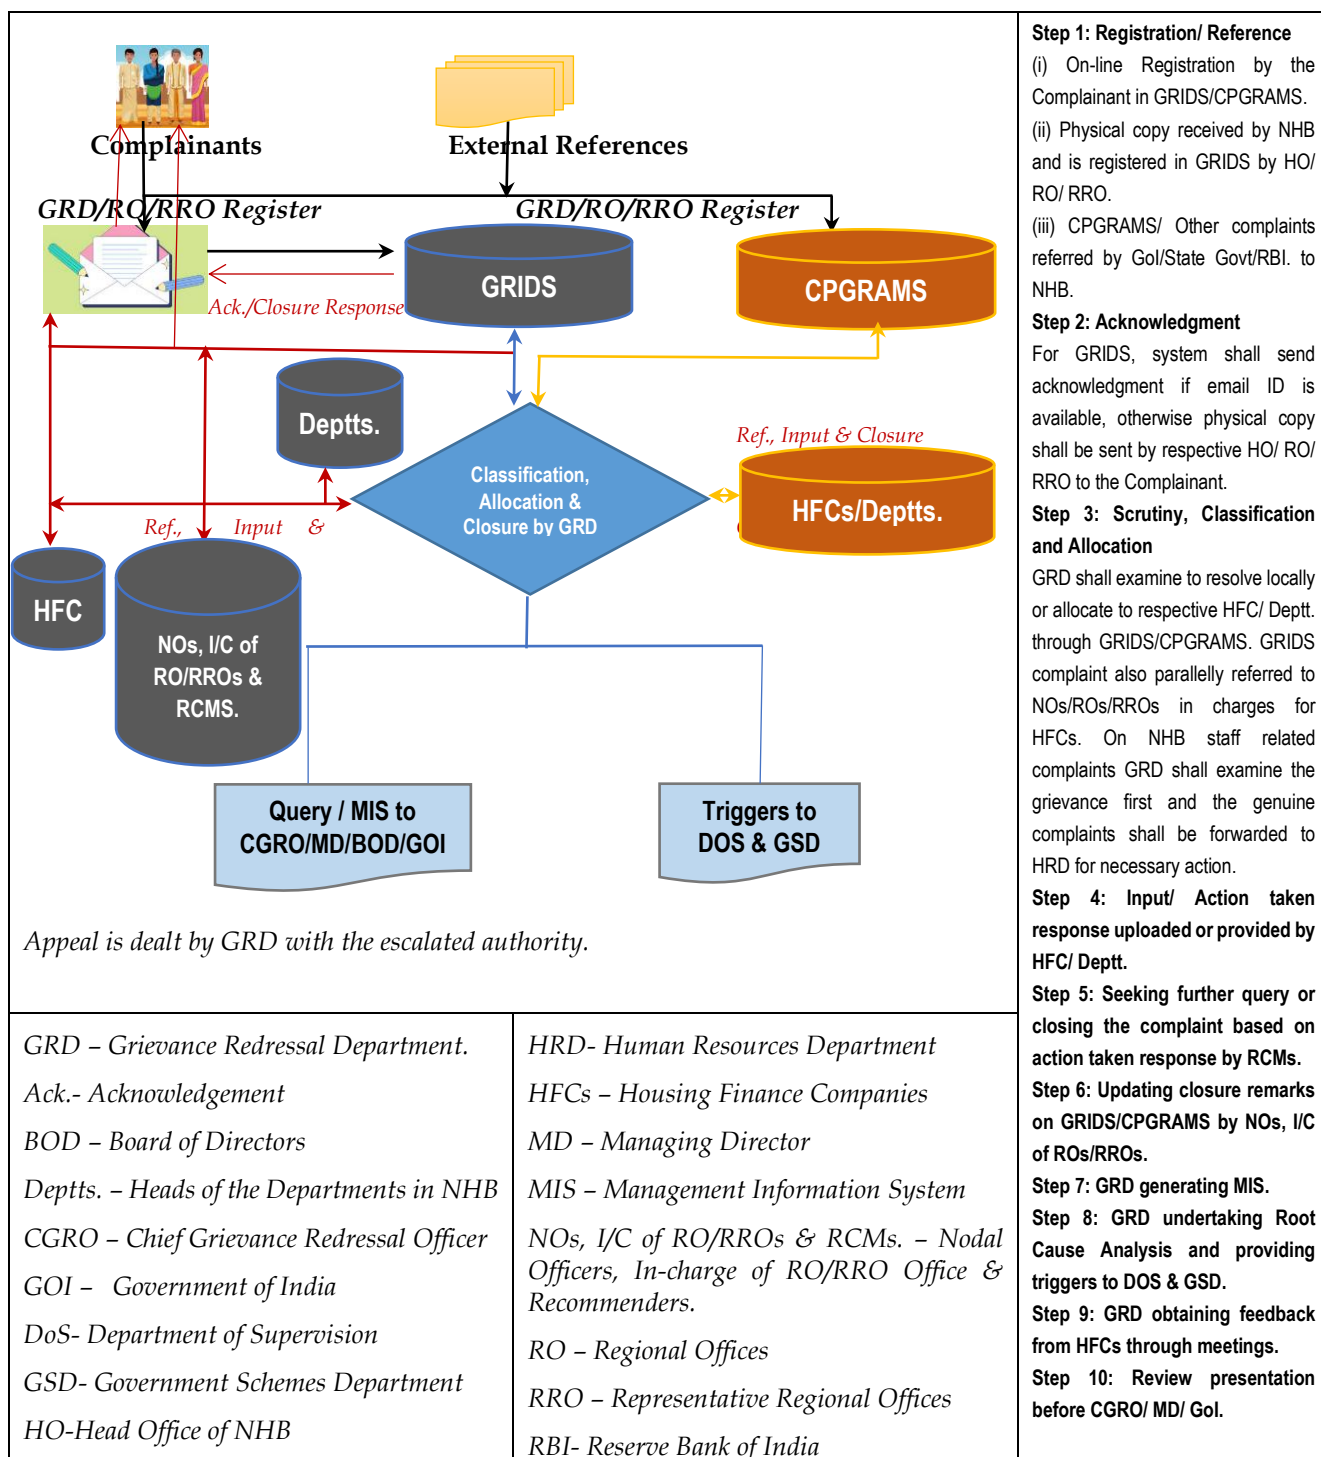 Complainants
External References
GRD/RO/RRO Register
GRD/RO/RRO Register
GRIDS
CPGRAMS
Ack./Closure Response
Deptts.
Classification,
Allocation &
Closure by GRD
Ref., Input & Closure
HFCs/Deptts.
Ref., Input &
HFC
NOs, I/C of
RO/RROs &
RCMS.
Query / MIS to
CGRO/MD/BOD/GOI
Triggers to
DOS & GSD
Appeal is dealt by GRD with the escalated authority.
GRD – Grievance Redressal Department.
Ack.- Acknowledgement
BOD – Board of Directors
Deptts. – Heads of the Departments in NHB
CGRO – Chief Grievance Redressal Officer
GOI – Government of India
DoS- Department of Supervision
GSD- Government Schemes Department
HO-Head Office of NHB
HRD- Human Resources Department
HFCs – Housing Finance Companies
MD – Managing Director
MIS – Management Information System
NOs, I/C of RO/RROs & RCMs. – Nodal
Officers, In-charge of RO/RRO Office &
Recommenders.
RO – Regional Offices
RRO – Representative Regional Offices
RBI- Reserve Bank of India
Step 1: Registration/ Reference
(i) On-line Registration by the
Complainant in GRIDS/CPGRAMS.
(ii) Physical copy received by NHB
and is registered in GRIDS by HO/
RO/ RRO.
(iii) CPGRAMS/ Other complaints
referred by GoI/State Govt/RBI. to
NHB.
Step 2: Acknowledgment
For GRIDS, system shall send
acknowledgment if email ID is
available, otherwise physical copy
shall be sent by respective HO/ RO/
RRO to the Complainant.
Step 3: Scrutiny, Classification
and Allocation
GRD shall examine to resolve locally
or allocate to respective HFC/ Deptt.
through GRIDS/CPGRAMS. GRIDS
complaint also parallelly referred to
NOs/ROs/RROs in charges for
HFCs. On NHB staff related
complaints GRD shall examine the
grievance first and the genuine
complaints shall be forwarded to
HRD for necessary action.
Step 4: Input/ Action taken
response uploaded or provided by
HFC/ Deptt.
Step 5: Seeking further query or
closing the complaint based on
action taken response by RCMs.
Step 6: Updating closure remarks
on GRIDS/CPGRAMS by NOs, I/C
of ROs/RROs.
Step 7: GRD generating MIS.
Step 8: GRD undertaking Root
Cause Analysis and providing
triggers to DOS & GSD.
Step 9: GRD obtaining feedback
from HFCs through meetings.
Step 10: Review presentation
before CGRO/ MD/ GoI.